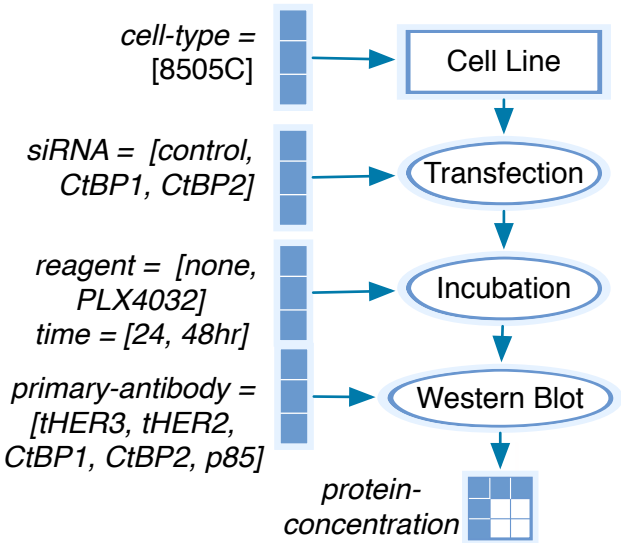 cell-type =
[8505C]
Cell Line
siRNA = [control,
CtBP1, CtBP2]
Transfection
reagent = [none,
PLX4032]
time = [24, 48hr]
Incubation
primary-antibody =
[tHER3, tHER2,
CtBP1, CtBP2, p85]
Western Blot
protein-
concentration